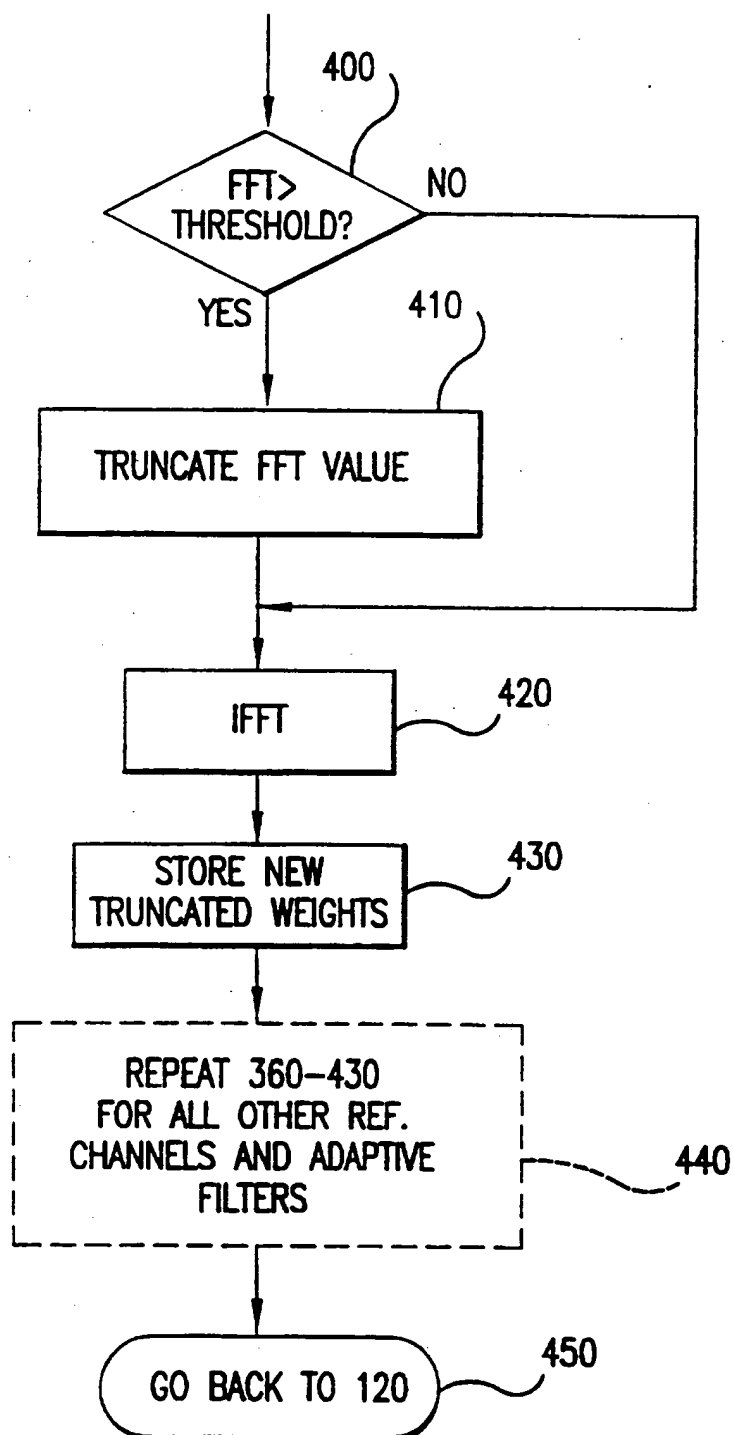 400
FFT>
THRESHOLD?
NO
YES
410
TRUNCATE FFT VALUE
420
IFFT
430
STORE NEW
TRUNCATED WEIGHTS
REPEAT 360-430
FOR ALL OTHER REF.
CHANNELS AND ADAPTIVE
FILTERS
440
GO BACK TO 120
450